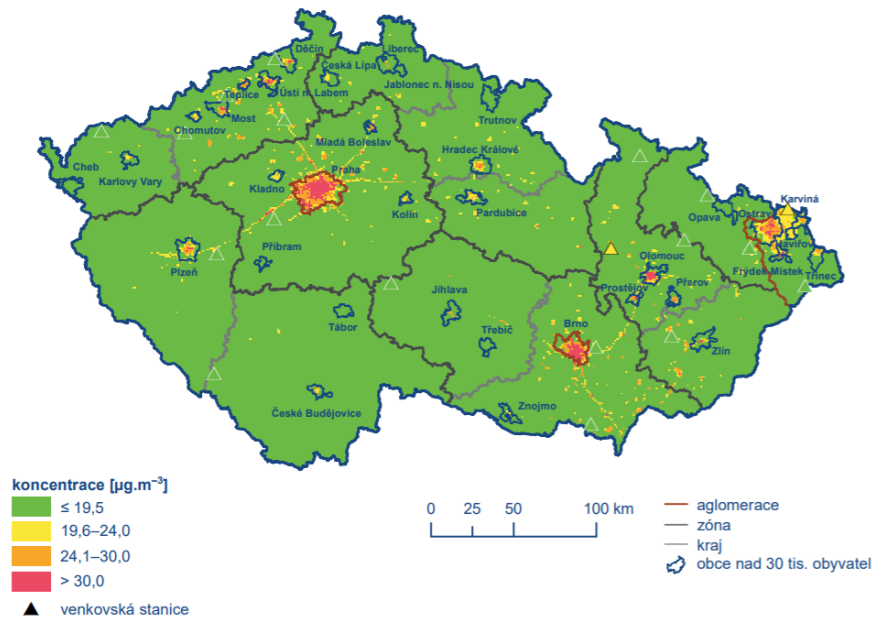 Děčín
Liberec
Česká Lípa
Jablonec n. Nisou
Teplice
Ústí n. Labem
Most
Chomutov
Trutnov
Mladá Boleslav
Cheb
Karlovy Vary
Hradec Králové
Praha
Kladno
Kolín
Pardubice
Opava
Ostrava
Karviná
Havířov
Příbram
Plzeň
Olomouc
Frýdek-Místek
Třinec
Prostějov
Přerov
Jihlava
Tábor
Třebíč
Brno
Zlín
České Budějovice
Znojmo
koncentrace [µg.m⁻³]
≤ 19,5
19,6–24,0
24,1–30,0
> 30,0
venkovská stanice
0 25 50 100 km
aglomerace
zóna
kraj
obce nad 30 tis. obyvatel